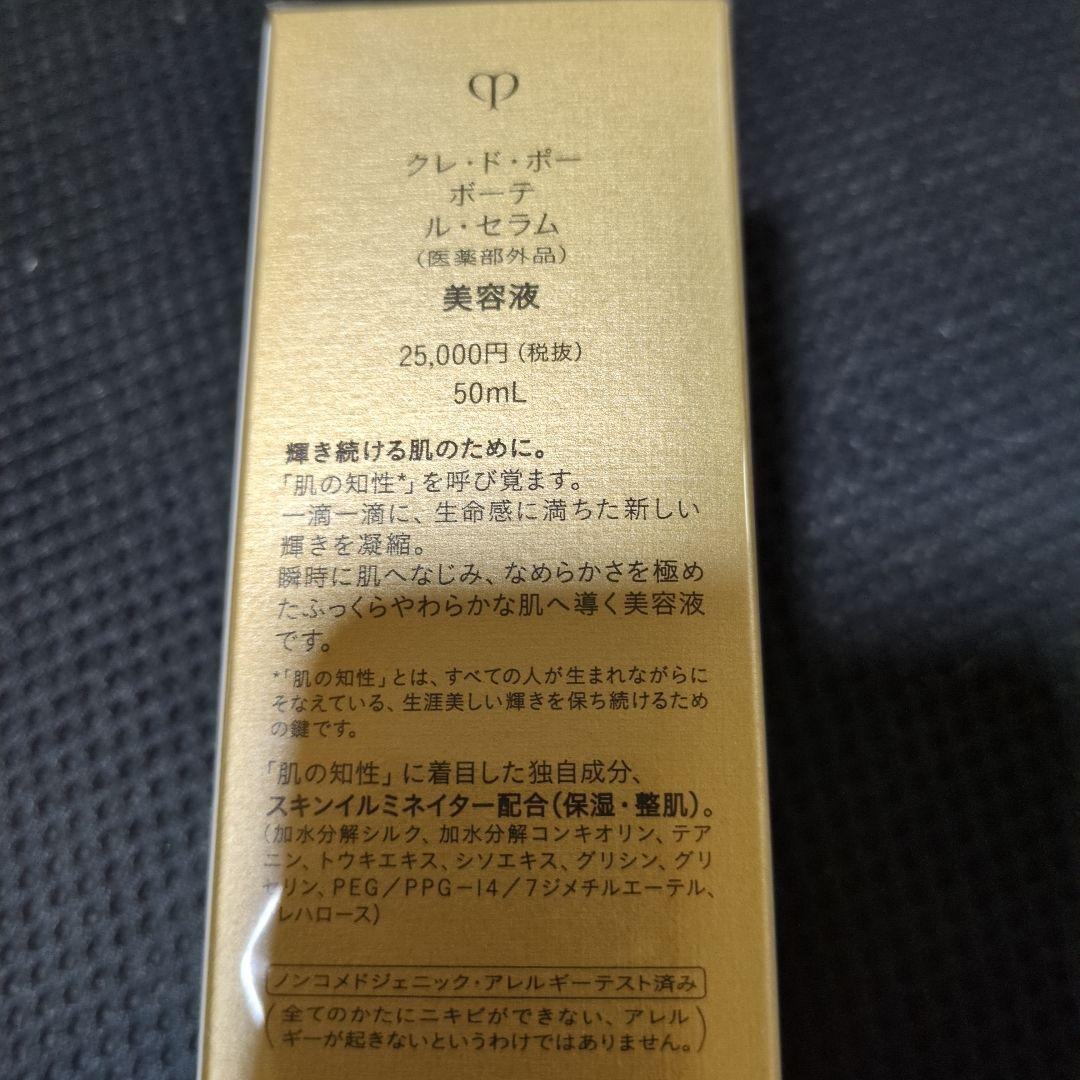 クレ・ド・ポー
ボーテ
ル・セラム
(医薬部外品)
美容液
25,000円(税抜)
50mL
輝き続ける肌のために。
「肌の知性*」を呼び覚ます。
一滴一滴に、生命感に満ちた新しい
輝きを凝縮。
瞬時に肌へなじみ、なめらかさを極め
たふっくらやわらかな肌へ導く美容液
です。
*「肌の知性」とは、すべての人が生まれながらに
そなえている、生涯美しい輝きを保ち続けるため
の鍵です。
「肌の知性」に着目した独自成分、
スキンイルミネイター配合(保湿・整肌)。
(加水分解シルク、加水分解コンキオリン、テア
ニン、トウキエキス、シソエキス、グリシン、グリ
セリン、PEG/PPG-14/7ジメチルエーテル、
レハロース)
ノンコメドジェニック・アレルギーテスト済み
(全てのかたにニキビができない、アレル
ギーが起きないというわけではありません。)